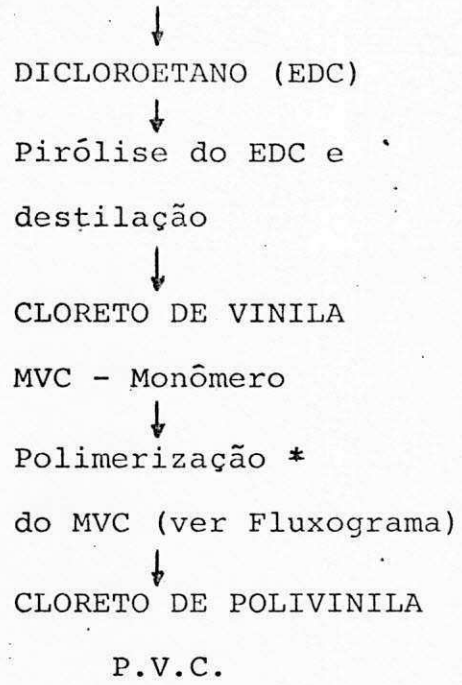 DICLOROETANO (EDC)
Pirólise do EDC e
destilação
CLORETO DE VINILA
MVC - Monômero
Polimerização *
do MVC (ver Fluxograma)
CLORETO DE POLIVINILA
P.V.C.